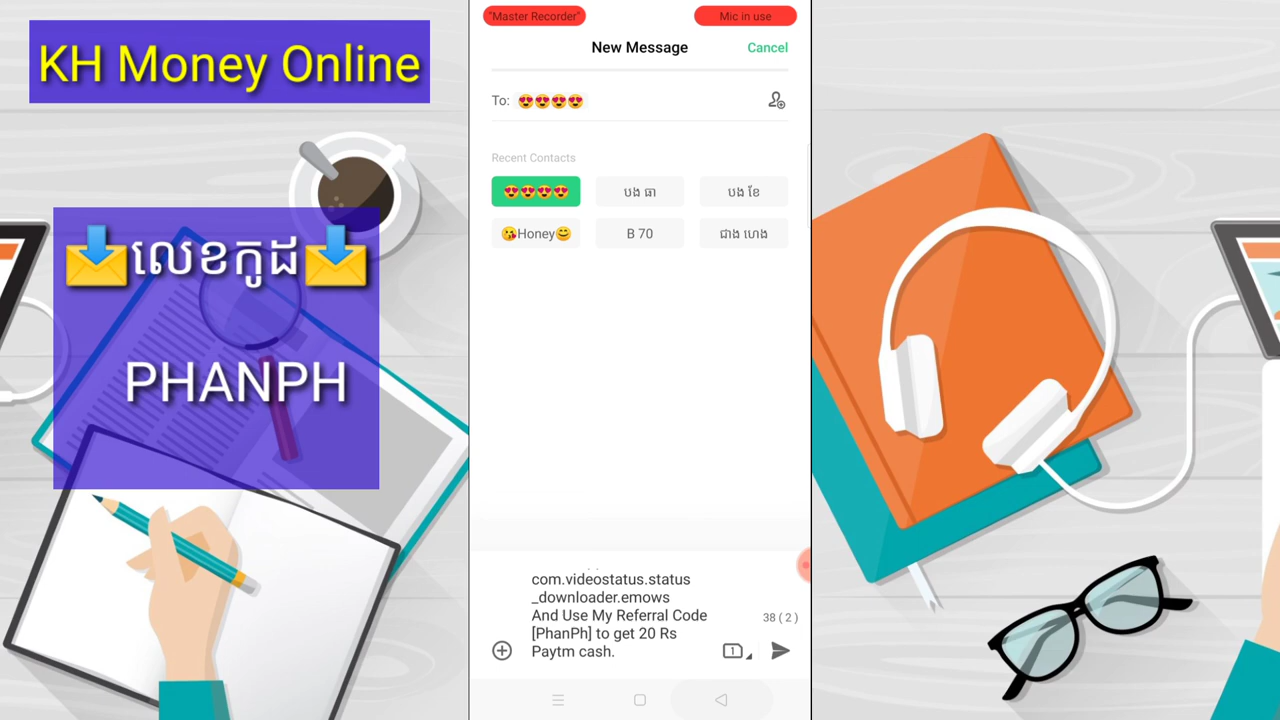 KH Money Online
📩លេខកូដ📩
PHANPH
"Master Recorder"
Mic in use
New Message
Cancel
To: 😍😍😍😍
Recent Contacts
😍😍😍😍
បង ធា
បង ខែ
😘Honey😊
B 70
ជាង ហេង
com.videostatus.status
_downloader.emows
And Use My Referral Code
[PhanPh] to get 20 Rs
Paytm cash.
38 ( 2 )
1